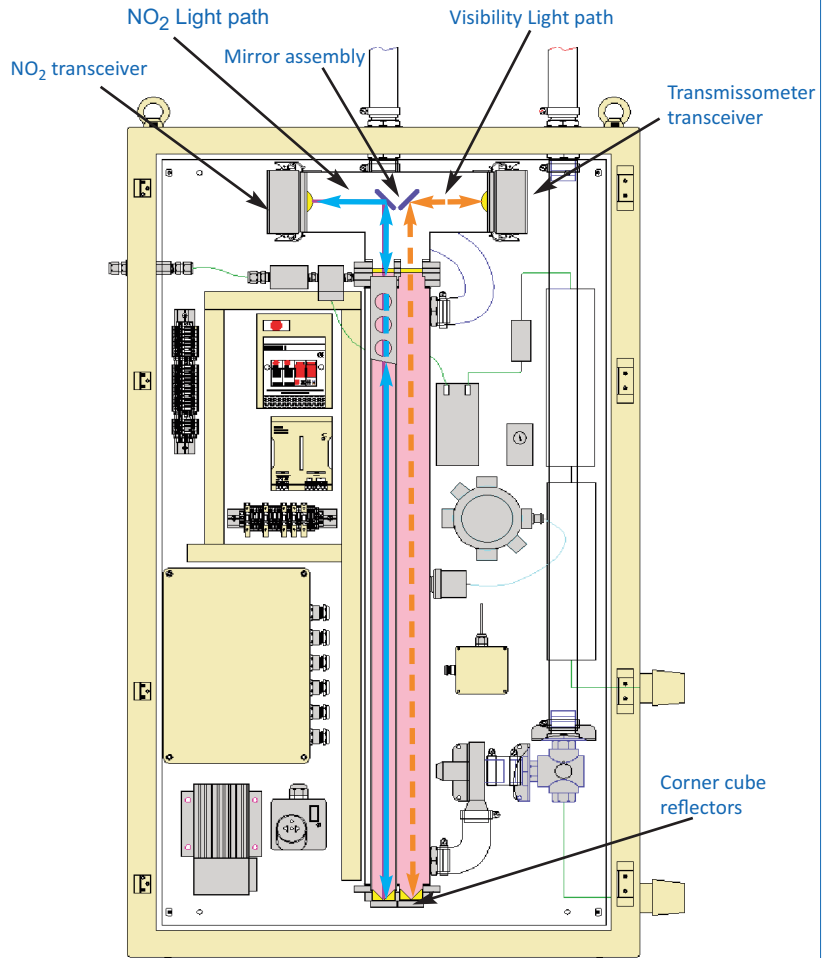 NO₂ Light path
Visibility Light path
Mirror assembly
NO₂ transceiver
Transmissometer
transceiver
Corner cube
reflectors